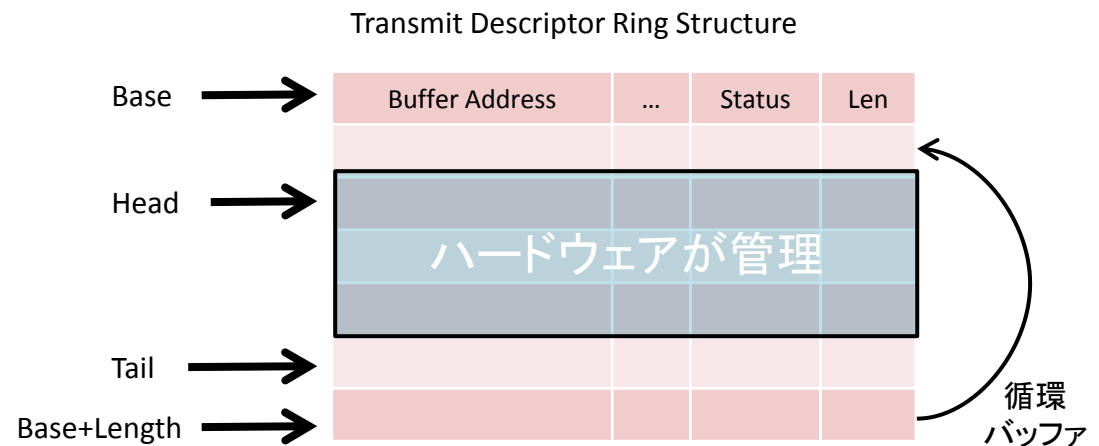 Transmit Descriptor Ring Structure
Base
Buffer Address
...
Status
Len
Head
ハードウェアが管理
Tail
Base+Length
循環
バッファ